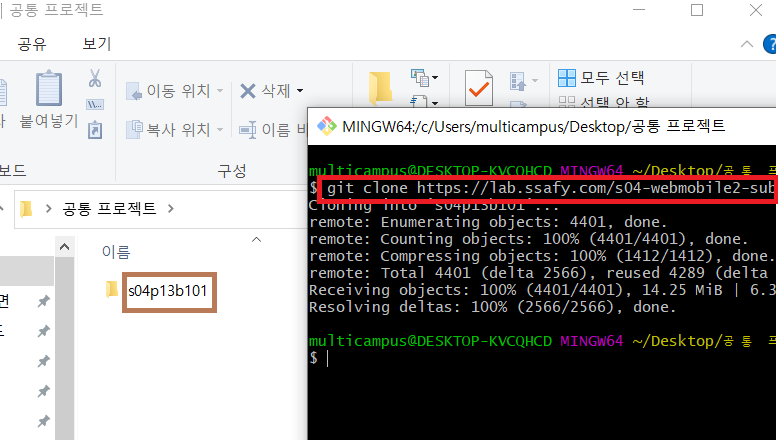 공통 프로젝트
공유 보기
붙여넣기
이동 위치
복사 위치
삭제
이름
모두 선택
선택 안 함
보드
구성
공통 프로젝트
이름
s04p13b101
MINGW64:/c/Users/multicampus/Desktop/공통 프로젝트
multicampus@DESKTOP-KVCQHCD MINGW64 ~/Desktop/공통
$ git clone https://lab.ssafy.com/s04-webmobile2-sub
Cloning into 's04p13b101'...
remote: Enumerating objects: 4401, done.
remote: Counting objects: 100% (4401/4401), done.
remote: Compressing objects: 100% (1412/1412), done.
remote: Total 4401 (delta 2566), reused 4289 (delta
Receiving objects: 100% (4401/4401), 14.25 MiB | 6.3
Resolving deltas: 100% (2566/2566), done.
multicampus@DESKTOP-KVCQHCD MINGW64 ~/Desktop/공통
$